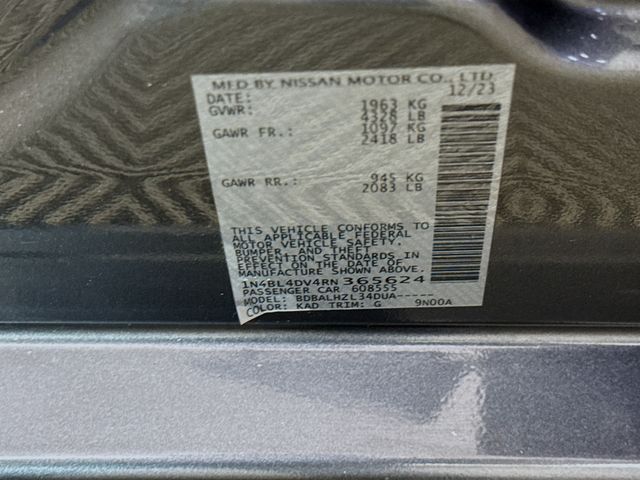 MFD BY NISSAN MOTOR CO., LTD
DATE: 12/23
GVWR: 1963 KG
4328 LB
GAWR FR.: 1097 KG
2418 LB
GAWR RR.: 945 KG
2083 LB
THIS VEHICLE CONFORMS TO
ALL APPLICABLE FEDERAL
MOTOR VEHICLE SAFETY,
BUMPER, AND THEFT
PREVENTION STANDARDS IN
EFFECT ON THE DATE OF
MANUFACTURE SHOWN ABOVE.
1N4BL4DV4RN365624
PASSENGER CAR 608555
MODEL: BDBALHZL34DUA-----
COLOR: KAD TRIM: G 9N00A